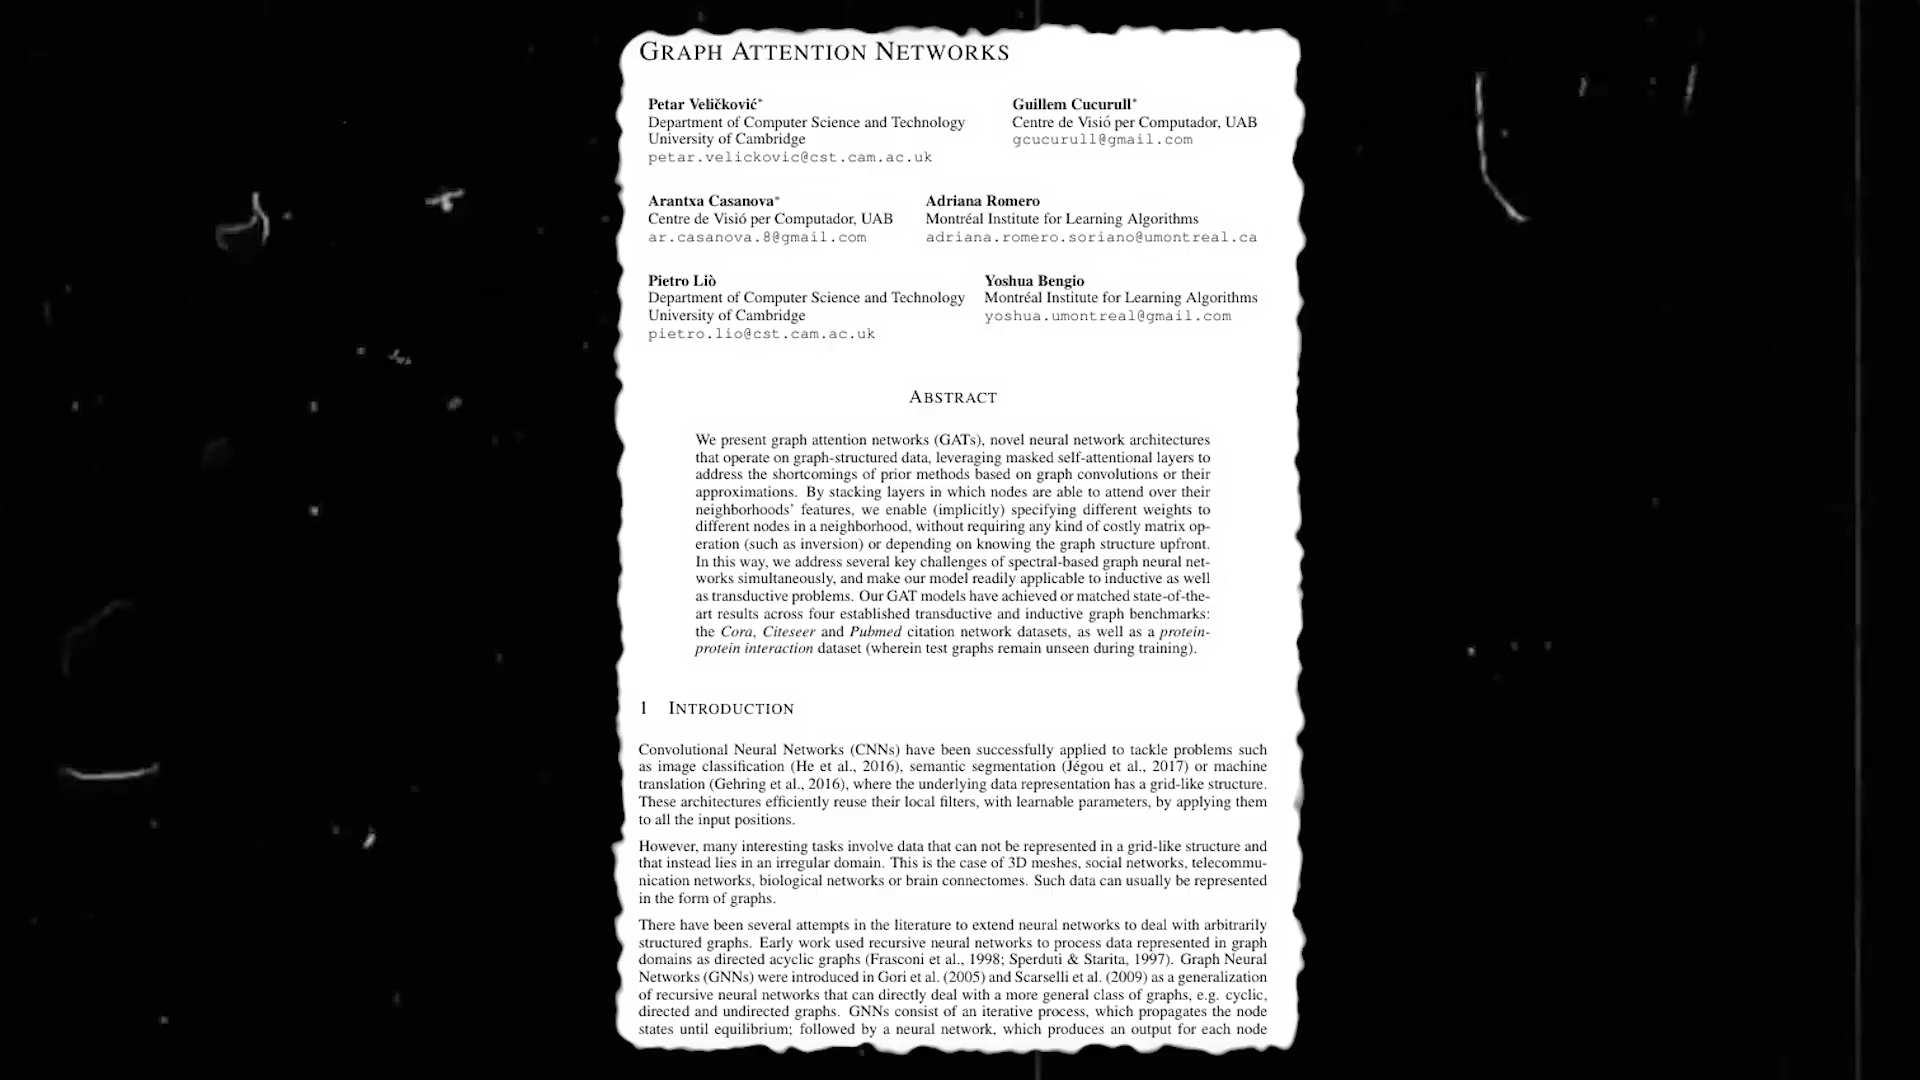 GRAPH ATTENTION NETWORKS
Petar Veličković*
Department of Computer Science and Technology
University of Cambridge
petar.velickovic@cst.cam.ac.uk
Guillem Cucurull*
Centre de Visió per Computador, UAB
gcucurull@gmail.com
Arantxa Casanova*
Centre de Visió per Computador, UAB
ar.casanova.8@gmail.com
Adriana Romero
Montréal Institute for Learning Algorithms
adriana.romero.soriano@umontreal.ca
Pietro Liò
Department of Computer Science and Technology
University of Cambridge
pietro.lio@cst.cam.ac.uk
Yoshua Bengio
Montréal Institute for Learning Algorithms
yoshua.umontreal@gmail.com
ABSTRACT
We present graph attention networks (GATs), novel neural network architectures
that operate on graph-structured data, leveraging masked self-attentional layers to
address the shortcomings of prior methods based on graph convolutions or their
approximations. By stacking layers in which nodes are able to attend over their
neighborhoods' features, we enable (implicitly) specifying different weights to
different nodes in a neighborhood, without requiring any kind of costly matrix op-
eration (such as inversion) or depending on knowing the graph structure upfront.
In this way, we address several key challenges of spectral-based graph neural net-
works simultaneously, and make our model readily applicable to inductive as well
as transductive problems. Our GAT models have achieved or matched state-of-the-
art results across four established transductive and inductive graph benchmarks:
the Cora, Citeseer and Pubmed citation network datasets, as well as a protein-
protein interaction dataset (wherein test graphs remain unseen during training).
1 INTRODUCTION
Convolutional Neural Networks (CNNs) have been successfully applied to tackle problems such
as image classification (He et al., 2016), semantic segmentation (Jégou et al., 2017) or machine
translation (Gehring et al., 2016), where the underlying data representation has a grid-like structure.
These architectures efficiently reuse their local filters, with learnable parameters, by applying them
to all the input positions.
However, many interesting tasks involve data that can not be represented in a grid-like structure and
that instead lies in an irregular domain. This is the case of 3D meshes, social networks, telecommu-
nication networks, biological networks or brain connectomes. Such data can usually be represented
in the form of graphs.
There have been several attempts in the literature to extend neural networks to deal with arbitrarily
structured graphs. Early work used recursive neural networks to process data represented in graph
domains as directed acyclic graphs (Frasconi et al., 1998; Sperduti & Starita, 1997). Graph Neural
Networks (GNNs) were introduced in Gori et al. (2005) and Scarselli et al. (2009) as a generalization
of recursive neural networks that can directly deal with a more general class of graphs, e.g. cyclic,
directed and undirected graphs. GNNs consist of an iterative process, which propagates the node
states until equilibrium; followed by a neural network, which produces an output for each node